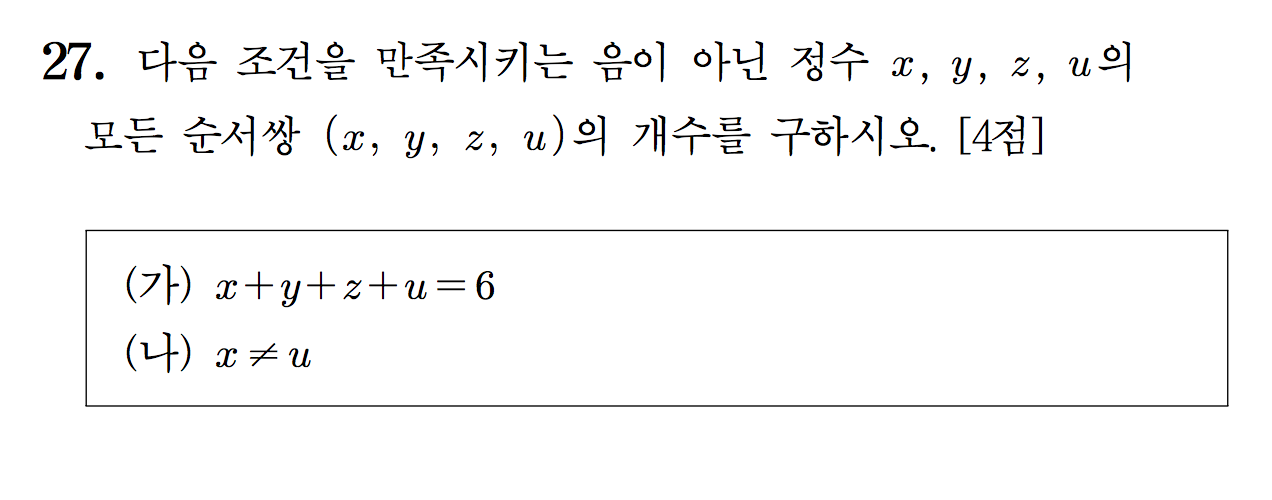 27. 다음 조건을 만족시키는 음이 아닌 정수 x, y, z, u의
모든 순서쌍 (x, y, z, u)의 개수를 구하시오. [4점]
(가) x+y+z+u=6
(나) x≠u